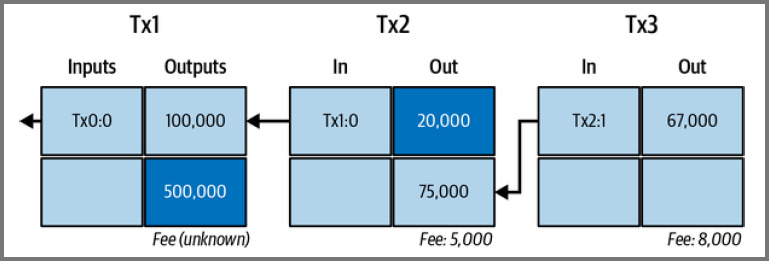 Tx1 Tx2 Tx3
Inputs Outputs In Out In Out
Tx0:0 100,000 Tx1:0 20,000 Tx2:1 67,000
500,000 75,000
Fee (unknown) Fee: 5,000 Fee: 8,000